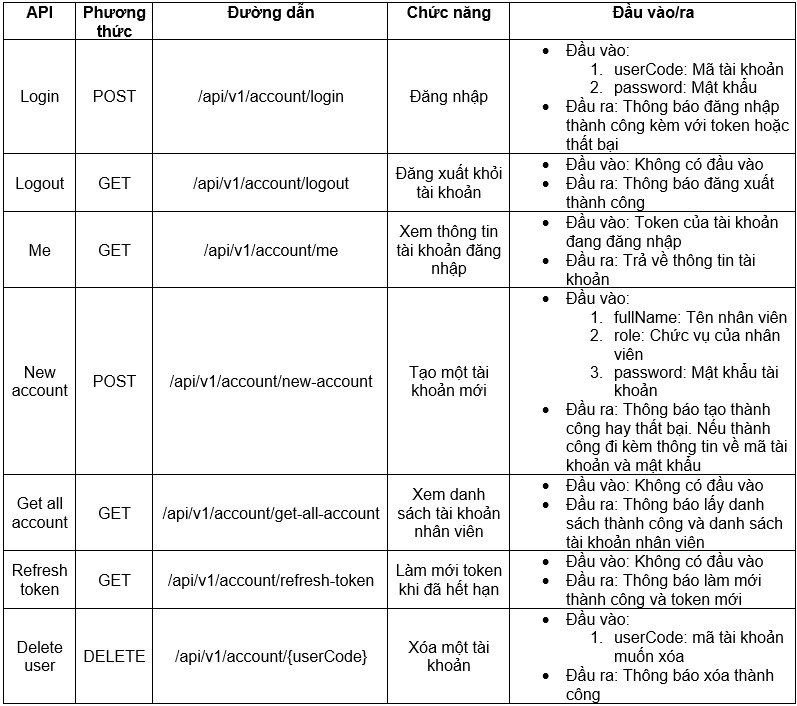 API Phương thức Đường dẫn Chức năng Đầu vào/ra
Login POST /api/v1/account/login Đăng nhập
• Đầu vào:
1. userCode: Mã tài khoản
2. password: Mật khẩu
• Đầu ra: Thông báo đăng nhập
thành công kèm với token hoặc
thất bại
Logout GET /api/v1/account/logout Đăng xuất khỏi
tài khoản
• Đầu vào: Không có đầu vào
• Đầu ra: Thông báo đăng xuất
thành công
Me GET /api/v1/account/me Xem thông tin
tài khoản đăng
nhập
• Đầu vào: Token của tài khoản
đang đăng nhập
• Đầu ra: Trả về thông tin tài
khoản
New
account POST /api/v1/account/new-account Tạo một tài
khoản mới
• Đầu vào:
1. fullName: Tên nhân viên
2. role: Chức vụ của nhân
viên
3. password: Mật khẩu tài
khoản
• Đầu ra: Thông báo tạo thành
công hay thất bại. Nếu thành
công đi kèm thông tin về mã tài
khoản và mật khẩu
Get all
account GET /api/v1/account/get-all-account Xem danh
sách tài khoản
nhân viên
• Đầu vào: Không có đầu vào
• Đầu ra: Thông báo lấy danh
sách thành công và danh sách
tài khoản nhân viên
Refresh
token GET /api/v1/account/refresh-token Làm mới token
khi đã hết hạn
• Đầu vào: Không có đầu vào
• Đầu ra: Thông báo làm mới
thành công và token mới
Delete
user DELETE /api/v1/account/{userCode} Xóa một tài
khoản
• Đầu vào:
1. userCode: mã tài khoản
muốn xóa
• Đầu ra: Thông báo xóa thành
công